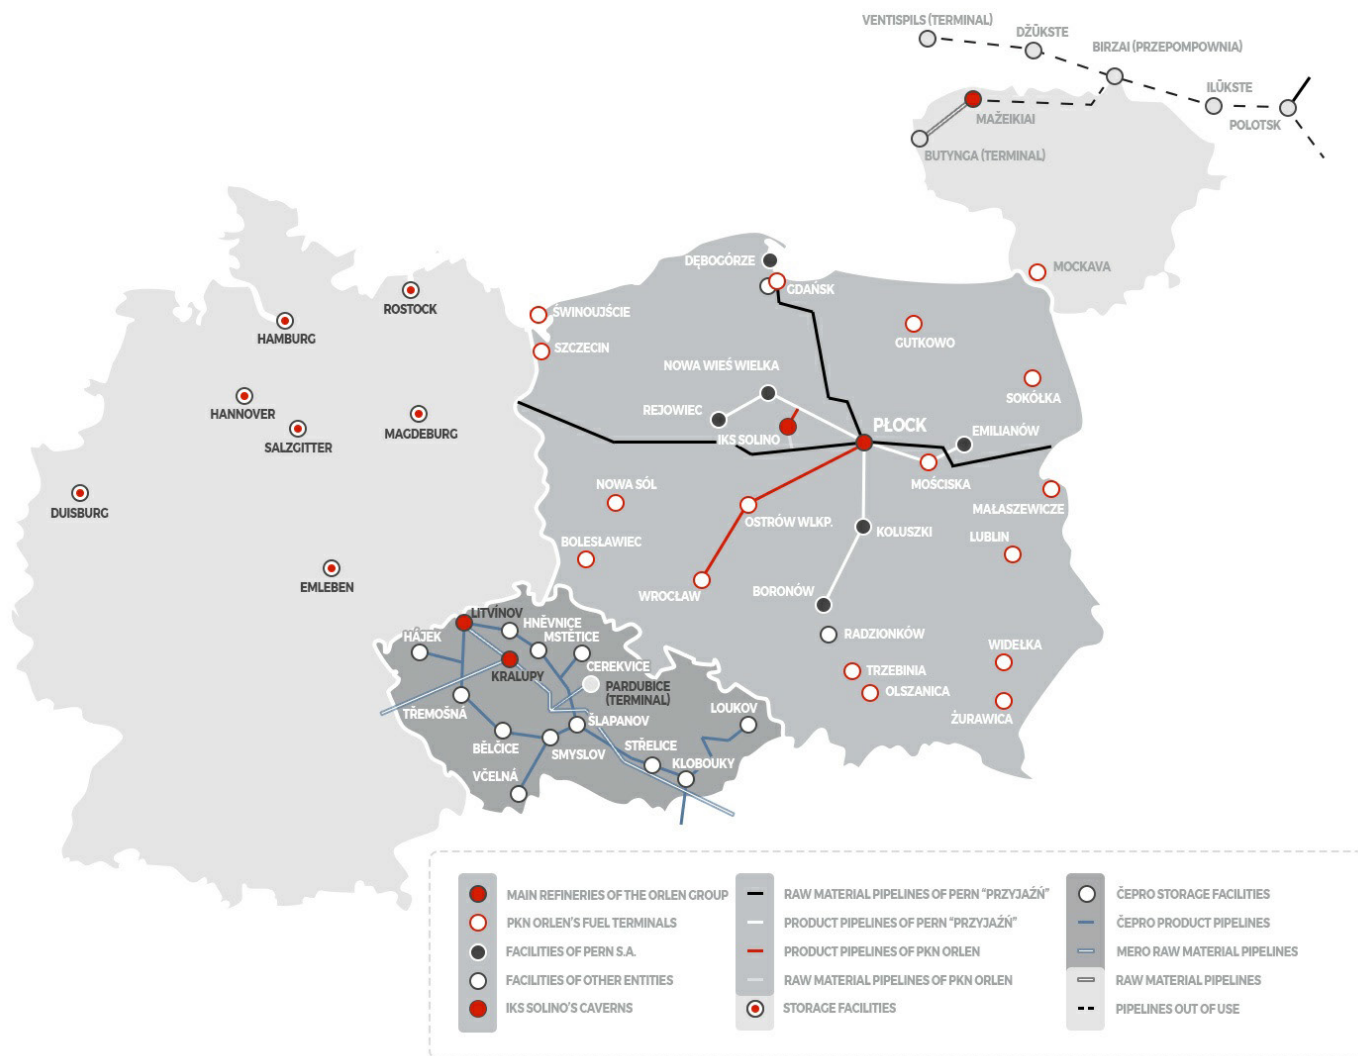 VENTISPILS (TERMINAL)
DŽŪKSTE
BIRZAI (PRZEPOMPOWNIA)
ILŪKSTE
POLOTSK
MAŽEIKIAI
BUTYNGA (TERMINAL)
MOCKAVA
DĘBOGÓRZE
GDAŃSK
ROSTOCK
ŚWINOUJŚCIE
HAMBURG
GUTKOWO
SZCZECIN
NOWA WIEŚ WIELKA
SOKÓŁKA
HANNOVER
REJOWIEC
PŁOCK
EMILIANÓW
SALZGITTER
MAGDEBURG
IKS SOLINO
MOŚCISKA
NOWA SÓL
MAŁASZEWICZE
DUISBURG
OSTRÓW WLKP.
KOLUSZKI
LUBLIN
BOLESŁAWIEC
EMLEBEN
WROCŁAW
BORONÓW
LITVÍNOV
HNĚVNICE
HÁJEK
MSTĚTICE
RADZIONKÓW
WIDEŁKA
CEREKVICE
KRALUPY
TRZEBINIA
PARDUBICE
(TERMINAL)
OLSZANICA
LOUKOV
TŘEMOŠNÁ
ŠLAPANOV
ŻURAWICA
BĚLČICE
SMYSLOV
STŘELICE
KLOBOUKY
VČELNÁ
MAIN REFINERIES OF THE ORLEN GROUP
PKN ORLEN'S FUEL TERMINALS
FACILITIES OF PERN S.A.
FACILITIES OF OTHER ENTITIES
IKS SOLINO'S CAVERNS
RAW MATERIAL PIPELINES OF PERN "PRZYJAŹŃ"
PRODUCT PIPELINES OF PERN "PRZYJAŹŃ"
PRODUCT PIPELINES OF PKN ORLEN
RAW MATERIAL PIPELINES OF PKN ORLEN
STORAGE FACILITIES
ČEPRO STORAGE FACILITIES
ČEPRO PRODUCT PIPELINES
MERO RAW MATERIAL PIPELINES
RAW MATERIAL PIPELINES
PIPELINES OUT OF USE